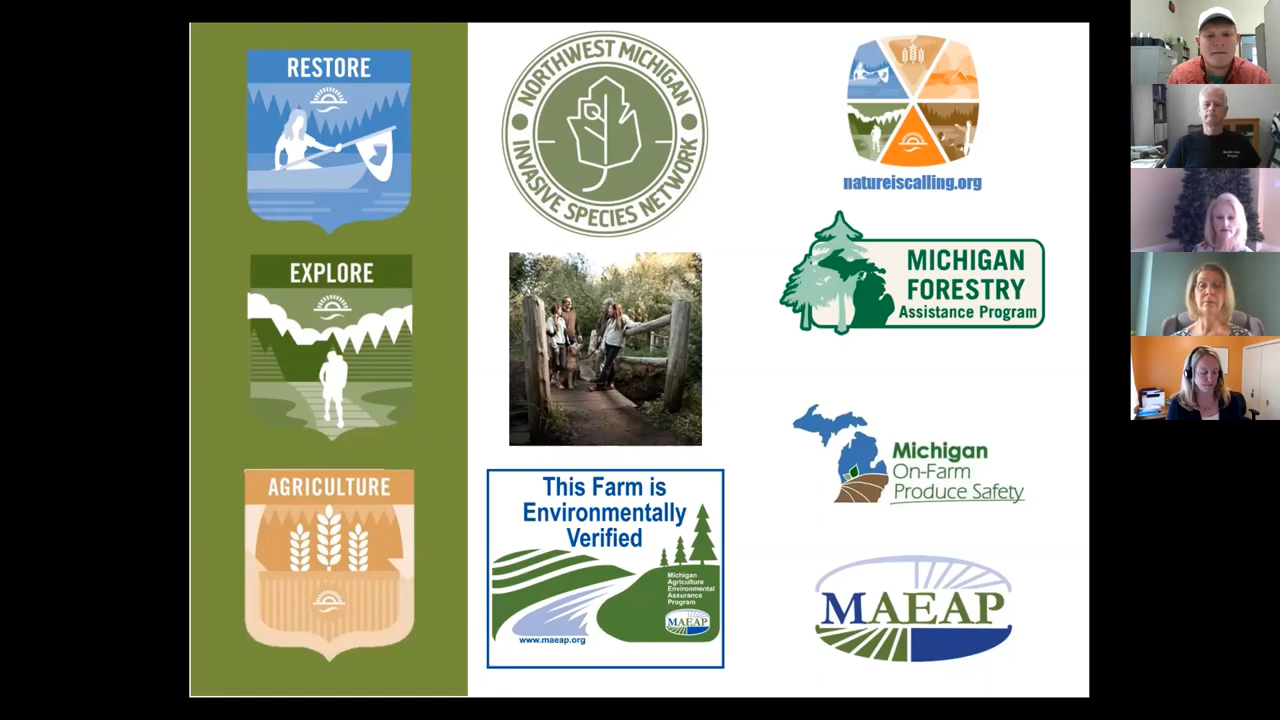 RESTORE
EXPLORE
AGRICULTURE
NORTHWEST MICHIGAN
INVASIVE SPECIES NETWORK
This Farm is
Environmentally
Verified
Michigan
Agriculture
Environmental
Assurance
Program
MAEAP
www.maeap.org
natureiscalling.org
MICHIGAN
FORESTRY
Assistance Program
Michigan
On-Farm
Produce Safety
MAEAP